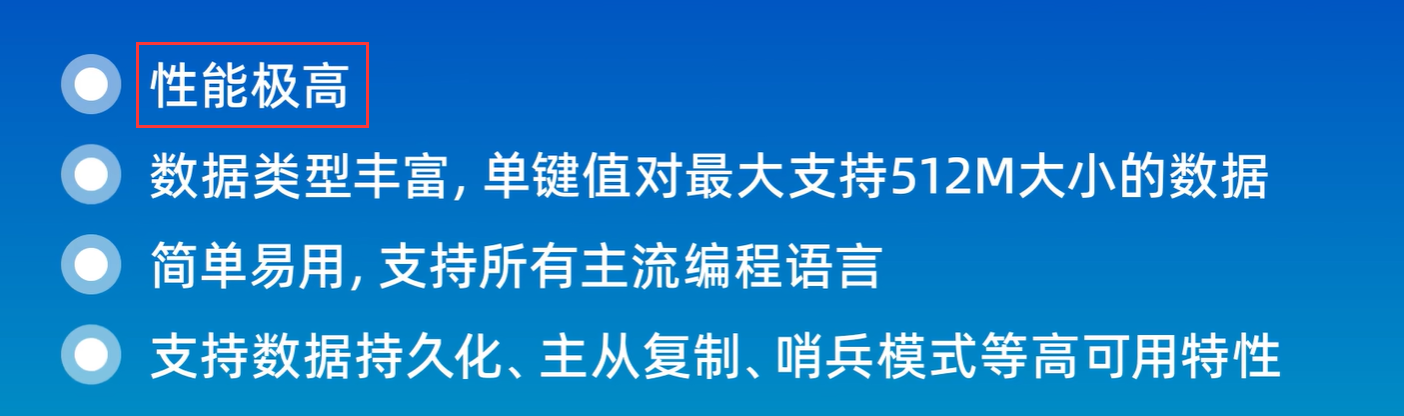 性能极高
数据类型丰富, 单键值对最大支持512M大小的数据
简单易用, 支持所有主流编程语言
支持数据持久化、主从复制、哨兵模式等高可用特性